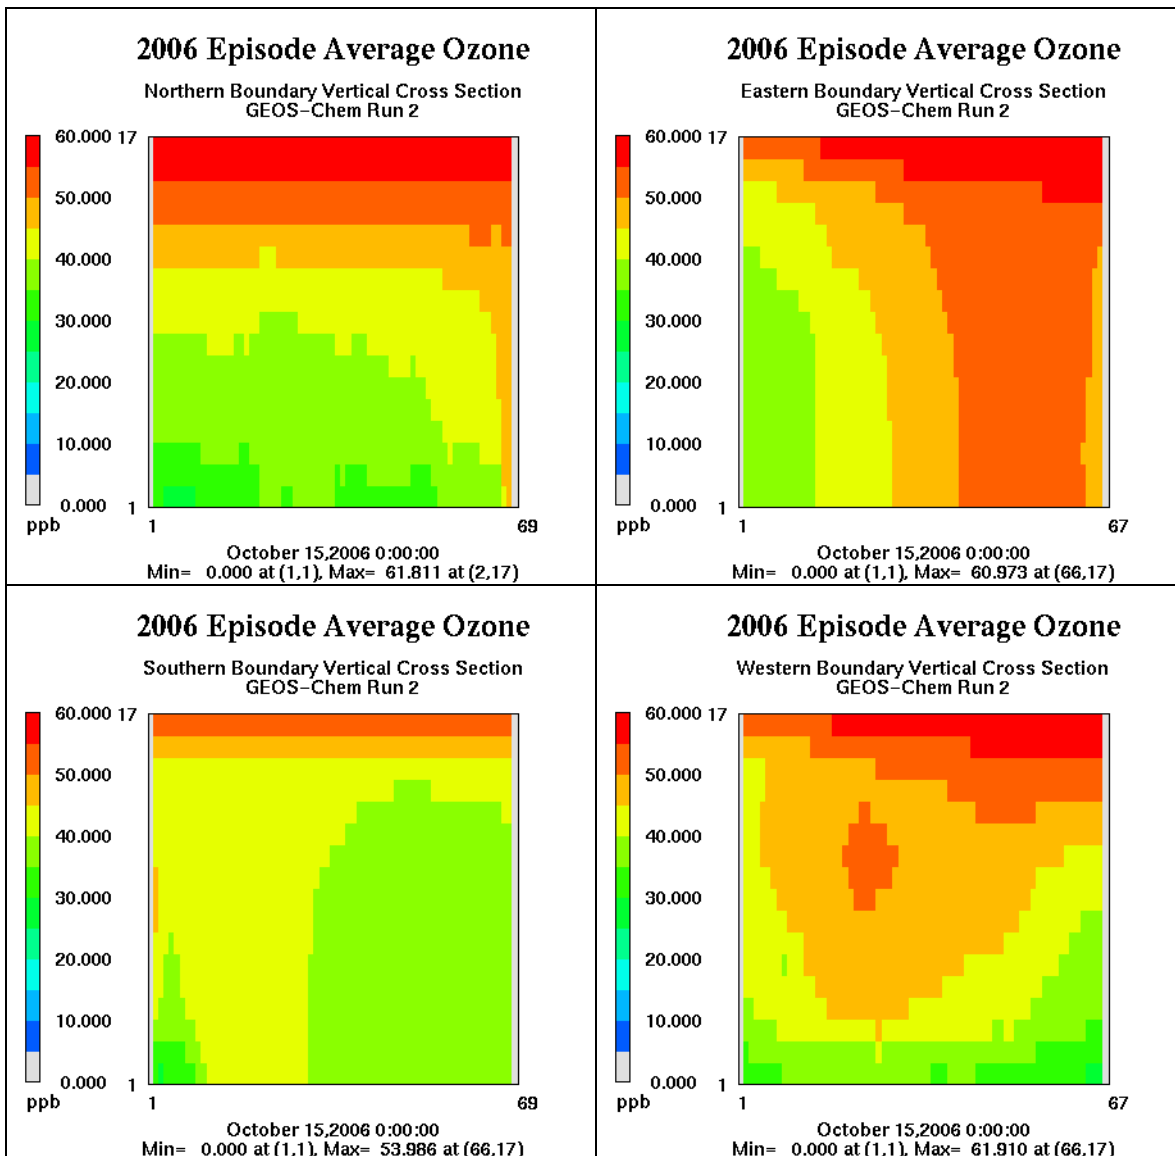 2006 Episode Average Ozone
Northern Boundary Vertical Cross Section
GEOS-Chem Run 2
60.000
50.000
40.000
30.000
20.000
10.000
0.000
ppb
17
1
1
69
October 15,2006 0:00:00
Min= 0.000 at (1,1), Max= 61.811 at (2,17)
2006 Episode Average Ozone
Eastern Boundary Vertical Cross Section
GEOS-Chem Run 2
60.000
50.000
40.000
30.000
20.000
10.000
0.000
ppb
17
1
1
67
October 15,2006 0:00:00
Min= 0.000 at (1,1), Max= 60.973 at (66,17)
2006 Episode Average Ozone
Southern Boundary Vertical Cross Section
GEOS-Chem Run 2
60.000
50.000
40.000
30.000
20.000
10.000
0.000
ppb
17
1
1
69
October 15,2006 0:00:00
Min= 0.000 at (1,1), Max= 53.986 at (66,17)
2006 Episode Average Ozone
Western Boundary Vertical Cross Section
GEOS-Chem Run 2
60.000
50.000
40.000
30.000
20.000
10.000
0.000
ppb
17
1
1
67
October 15,2006 0:00:00
Min= 0.000 at (1,1), Max= 61.910 at (66,17)